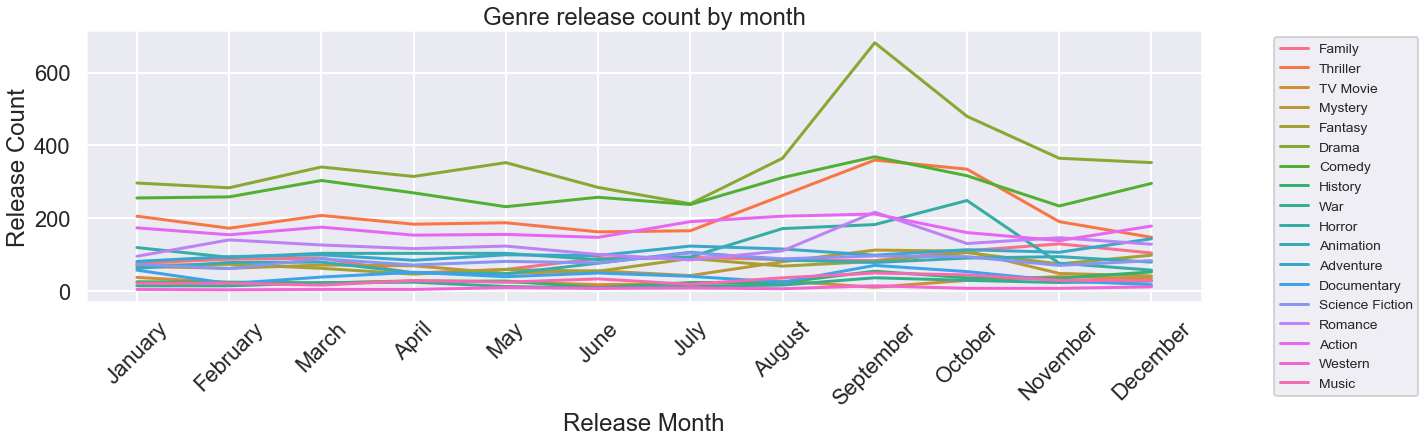 Genre release count by month
Release Count
600
400
200
0
January
February
March
April
May
June
July
August
September
October
November
December
Release Month
Family
Thriller
TV Movie
Mystery
Fantasy
Drama
Comedy
History
War
Horror
Animation
Adventure
Documentary
Science Fiction
Romance
Action
Western
Music